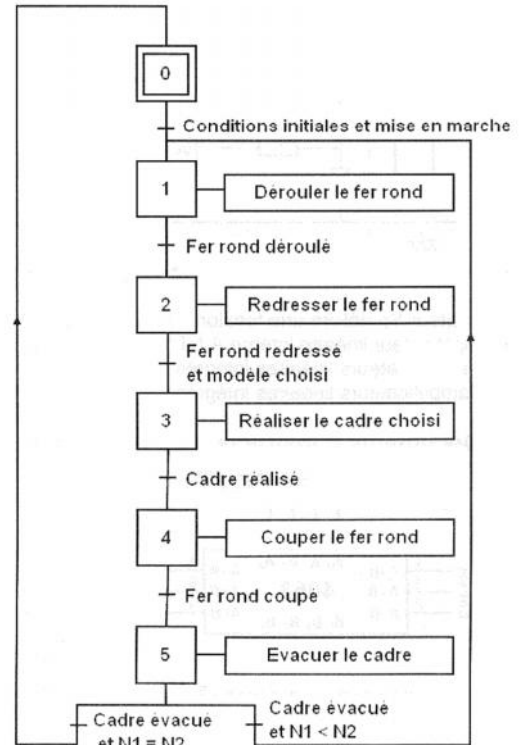 0
Conditions initiales et mise en marche
1
Dérouler le fer rond
Fer rond déroulé
2
Redresser le fer rond
Fer rond redressé
et modèle choisi
3
Réaliser le cadre choisi
Cadre réalisé
4
Couper le fer rond
Fer rond coupé
5
Evacuer le cadre
Cadre évacué
et N1 = N2
Cadre évacué
et N1 < N2